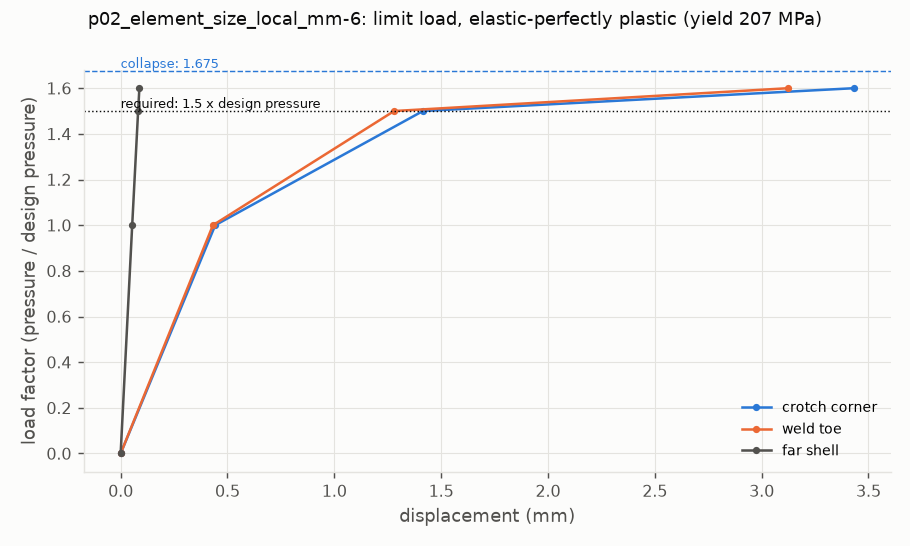 p02_element_size_local_mm-6: limit load, elastic-perfectly plastic (yield 207 MPa)
collapse: 1.675
required: 1.5 x design pressure
load factor (pressure / design pressure)
1.6
1.4
1.2
1.0
0.8
0.6
0.4
0.2
0.0
crotch corner
weld toe
far shell
0.0 0.5 1.0 1.5 2.0 2.5 3.0 3.5
displacement (mm)